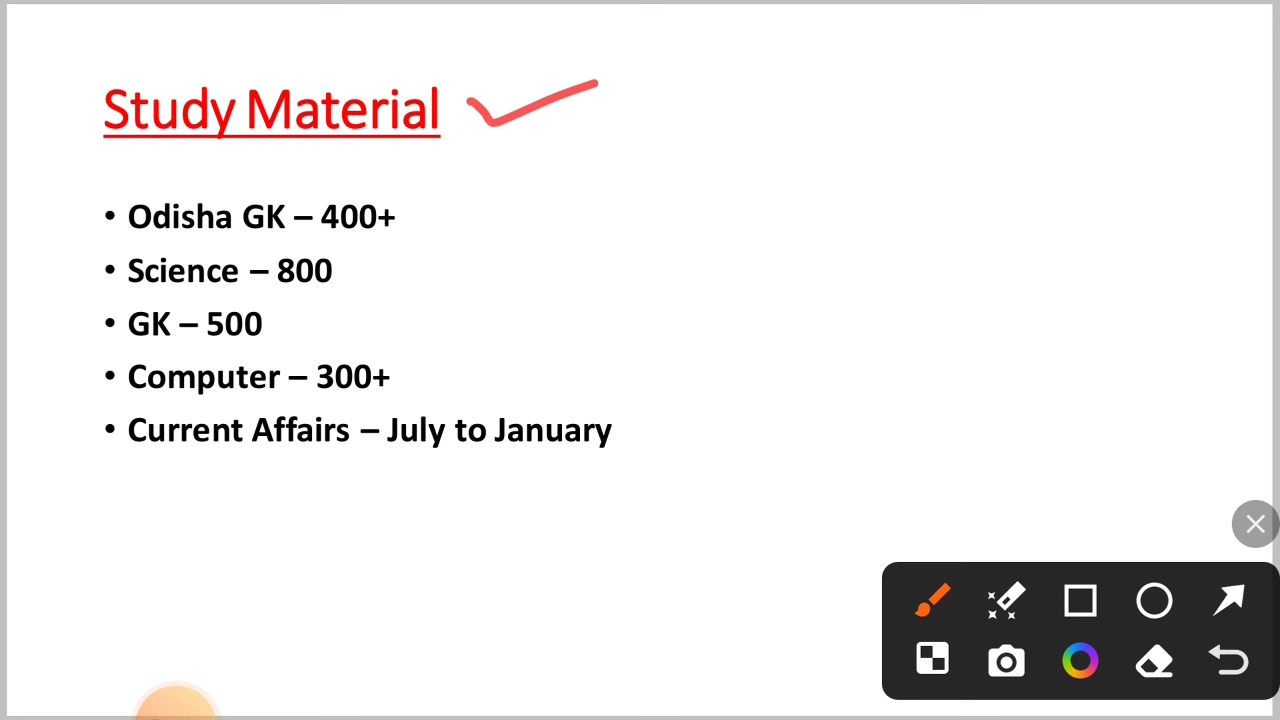 Study Material
• Odisha GK – 400+
• Science – 800
• GK – 500
• Computer – 300+
• Current Affairs – July to January